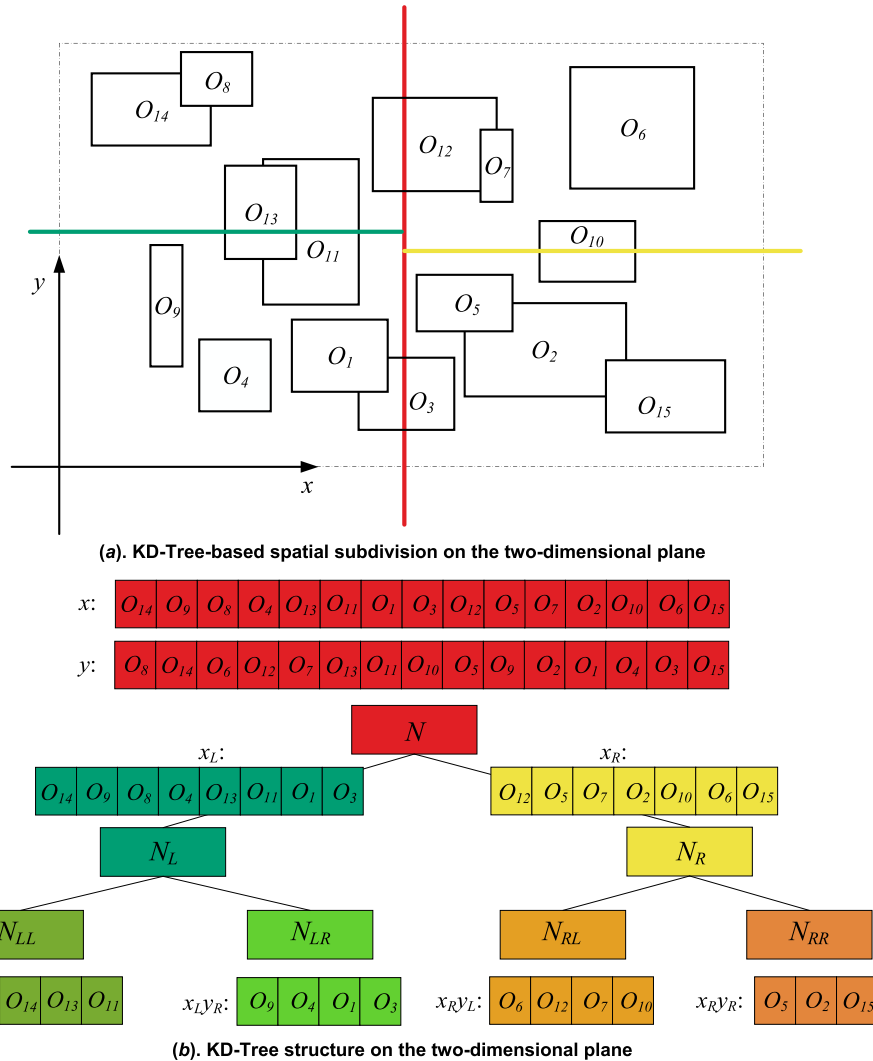 O8
O14
O6
O12
O7
O13
O10
O11
y
O9
O5
O1
O2
O4
O3
O15
x
(a). KD-Tree-based spatial subdivision on the two-dimensional plane
x: O14 O9 O8 O4 O13 O11 O1 O3 O12 O5 O7 O2 O10 O6 O15
y: O8 O14 O6 O12 O7 O13 O11 O10 O5 O9 O2 O1 O4 O3 O15
N
xL: xR:
O14 O9 O8 O4 O13 O11 O1 O3 O12 O5 O7 O2 O10 O6 O15
NL NR
NLL NLR NRL NRR
O14 O13 O11 xLyR: O9 O4 O1 O3 xRyL: O6 O12 O7 O10 xRyR: O5 O2 O15
(b). KD-Tree structure on the two-dimensional plane